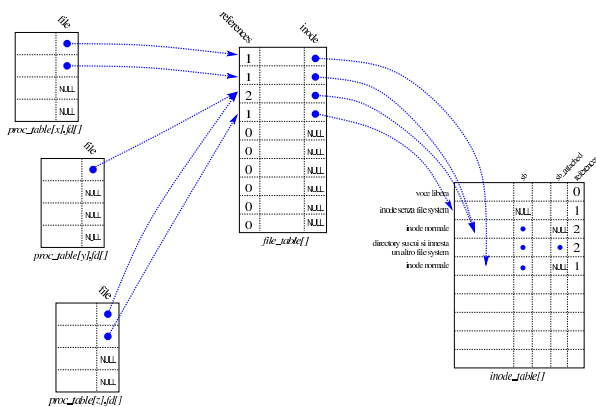 file
NULL
NULL
proc_table[x].fd[]
file
NULL
NULL
NULL
proc_table[y].fd[]
file
NULL
NULL
proc_table[z].fd[]
references inode
1
1
2
1
0 NULL
0 NULL
0 NULL
0 NULL
0 NULL
0 NULL
file_table[]
sb sb_attached references
voce libera 0
inode senza file system NULL 1
inode normale NULL 2
directory su cui si innesta
un altro file system 2
inode normale NULL 1
inode_table[]